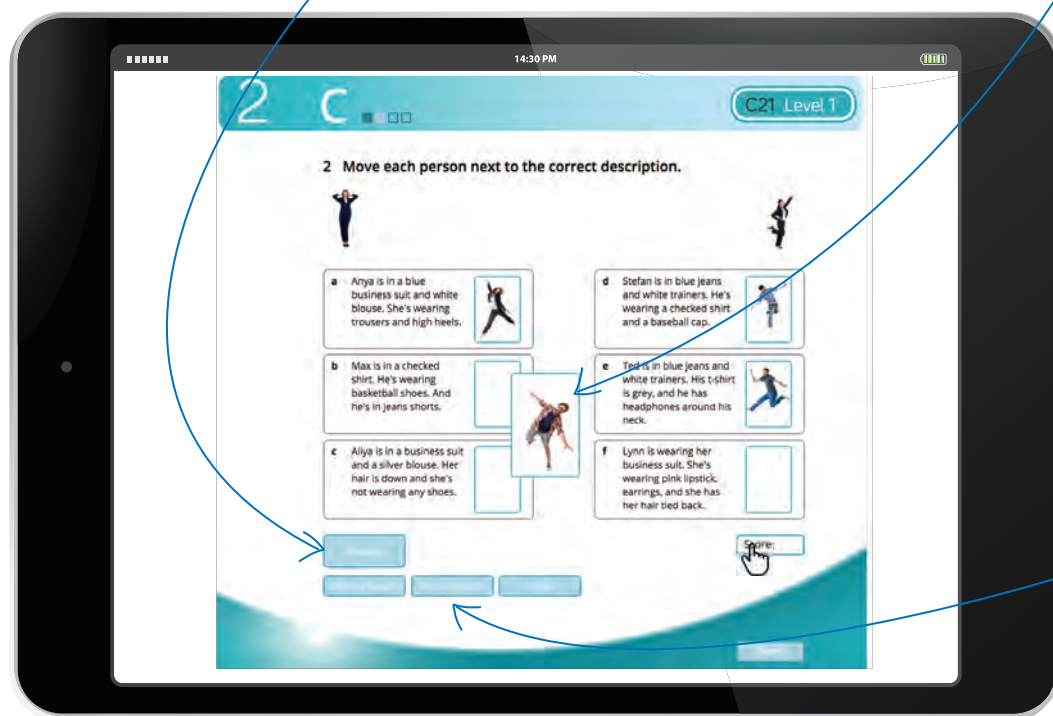 14:30 PM
2 C
C21 Level 1
2 Move each person next to the correct description.
a Anya is in a blue
business suit and white
blouse. She's wearing
trousers and high heels.
b Max is in a checked
shirt. He's wearing
basketball shoes. And
he's in jeans shorts.
c Aliya is in a business suit
and a silver blouse. Her
hair is down and she's
not wearing any shoes.
d Stefan is in blue jeans
and white trainers. He's
wearing a checked shirt
and a baseball cap.
e Ted is in blue jeans and
white trainers. His t-shirt
is grey, and he has
headphones around his
neck.
f Lynn is wearing her
business suit. She's
wearing pink lipstick,
earrings, and she has
her hair tied back.
Score: